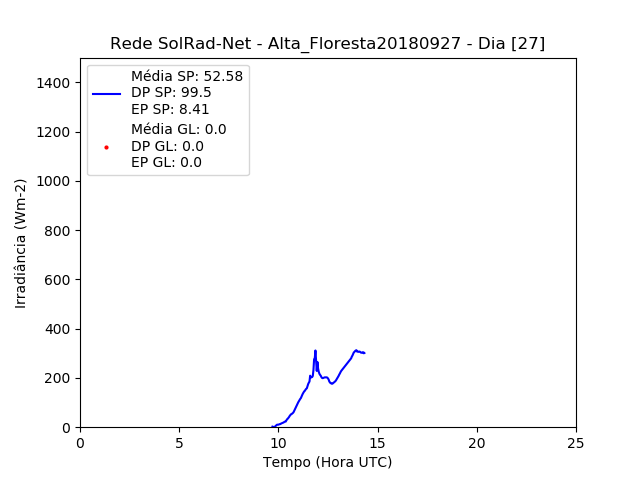 Rede SolRad-Net - Alta_Floresta20180927 - Dia [27]
Média SP: 52.58
DP SP: 99.5
EP SP: 8.41
Média GL: 0.0
DP GL: 0.0
EP GL: 0.0
1400
1200
1000
800
600
400
200
0
Irradiância (Wm-2)
0 5 10 15 20 25
Tempo (Hora UTC)